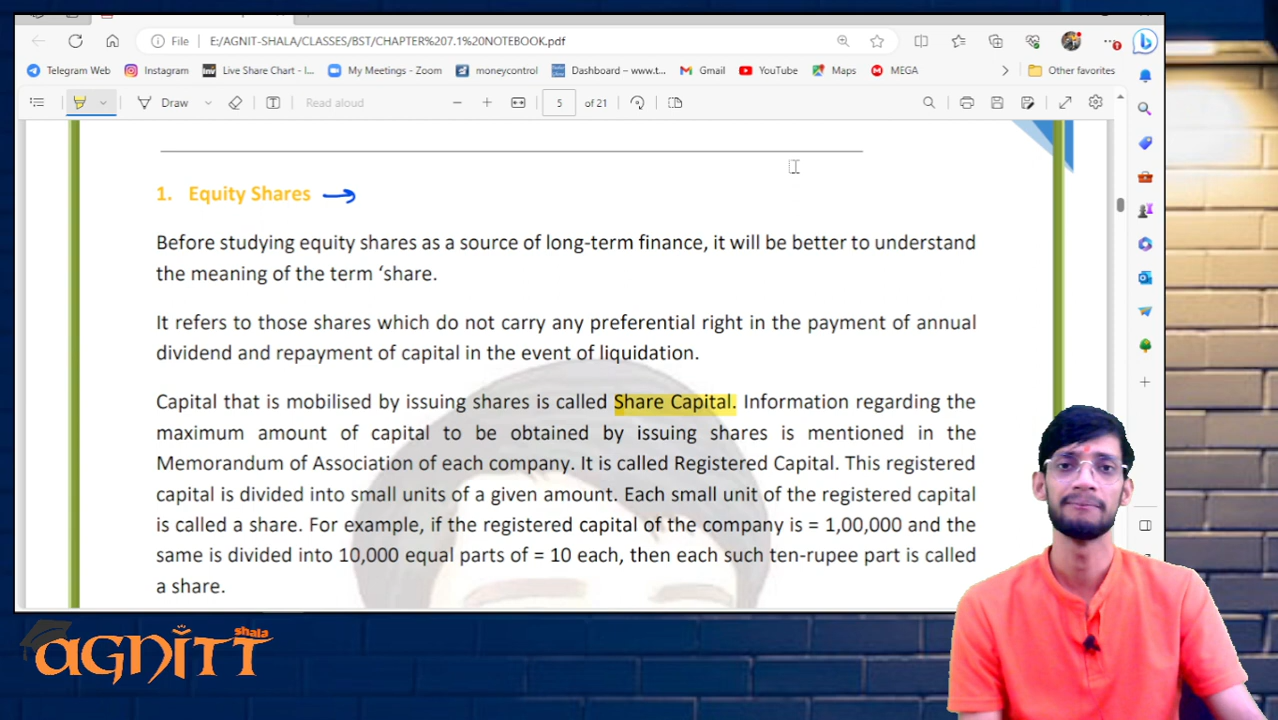 File E:/AGNIT-SHALA/CLASSES/BST/CHAPTER%207.1%20NOTEBOOK.pdf
Telegram Web Instagram Live Share Chart - I... My Meetings - Zoom moneycontrol Dashboard – www.t... Gmail YouTube Maps MEGA Other favorites
Draw Read aloud 5 of 21
1. Equity Shares
Before studying equity shares as a source of long-term finance, it will be better to understand
the meaning of the term ‘share.
It refers to those shares which do not carry any preferential right in the payment of annual
dividend and repayment of capital in the event of liquidation.
Capital that is mobilised by issuing shares is called Share Capital. Information regarding the
maximum amount of capital to be obtained by issuing shares is mentioned in the
Memorandum of Association of each company. It is called Registered Capital. This registered
capital is divided into small units of a given amount. Each small unit of the registered capital
is called a share. For example, if the registered capital of the company is = 1,00,000 and the
same is divided into 10,000 equal parts of = 10 each, then each such ten-rupee part is called
a share.
aGNITT shala